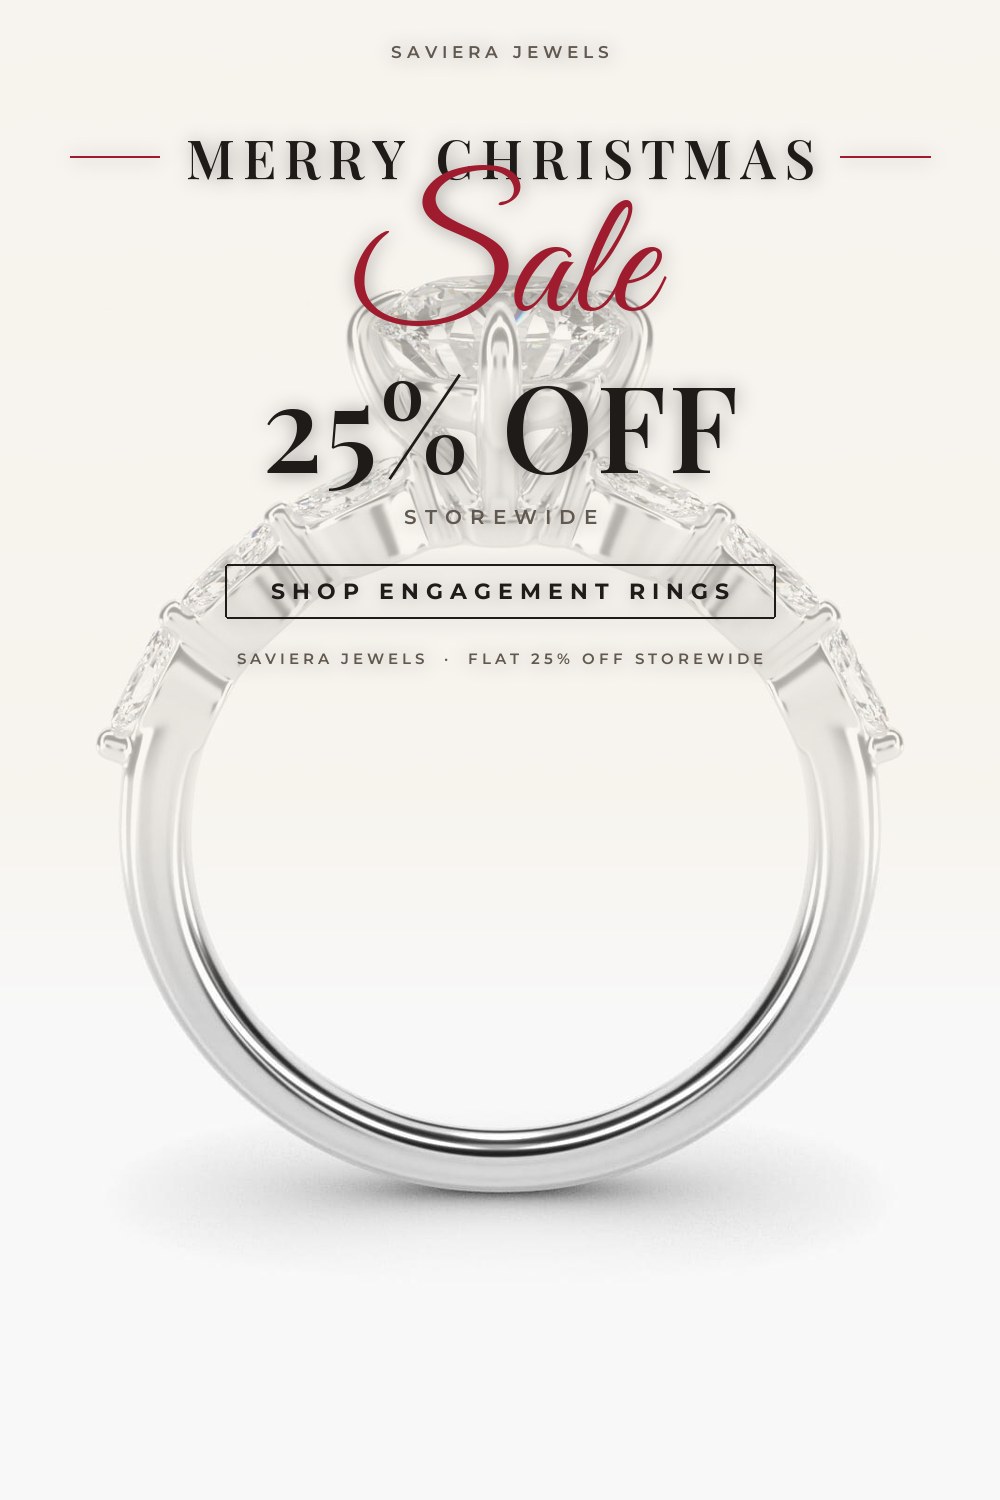 SAVIERA JEWELS
MERRY CHRISTMAS
Sale
25% OFF
STOREWIDE
SHOP ENGAGEMENT RINGS
SAVIERA JEWELS · FLAT 25% OFF STOREWIDE